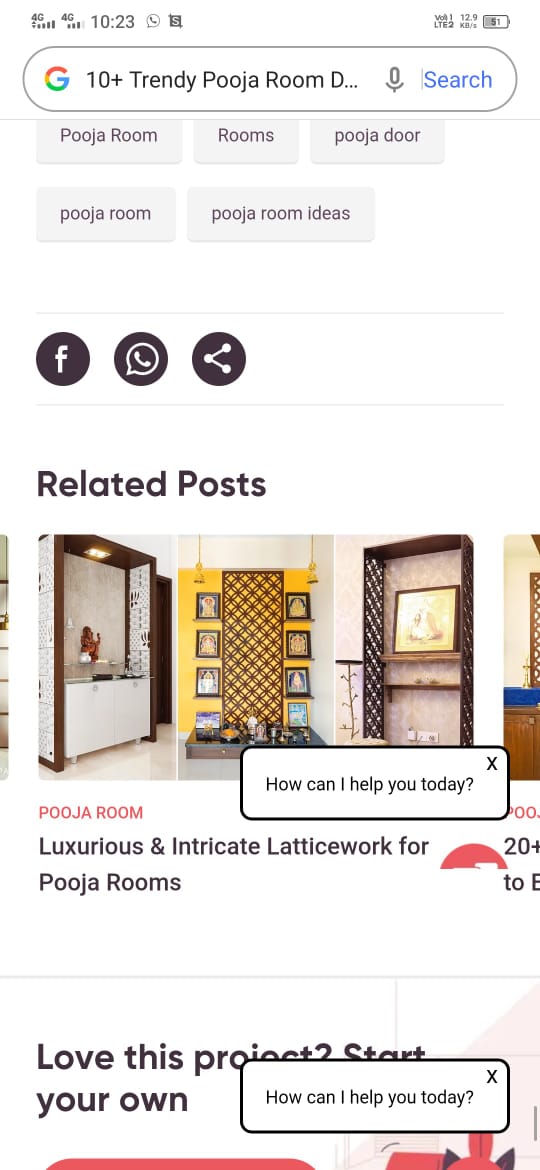 4G 4G 10:23 Vo)) 1 LTE2 12.9 KB/s 51
10+ Trendy Pooja Room D... Search
Pooja Room Rooms pooja door
pooja room pooja room ideas
Related Posts
X
How can I help you today?
POOJA ROOM POO
Luxurious & Intricate Latticework for 20+
Pooja Rooms to E
Love this project? Start
your own
X
How can I help you today?